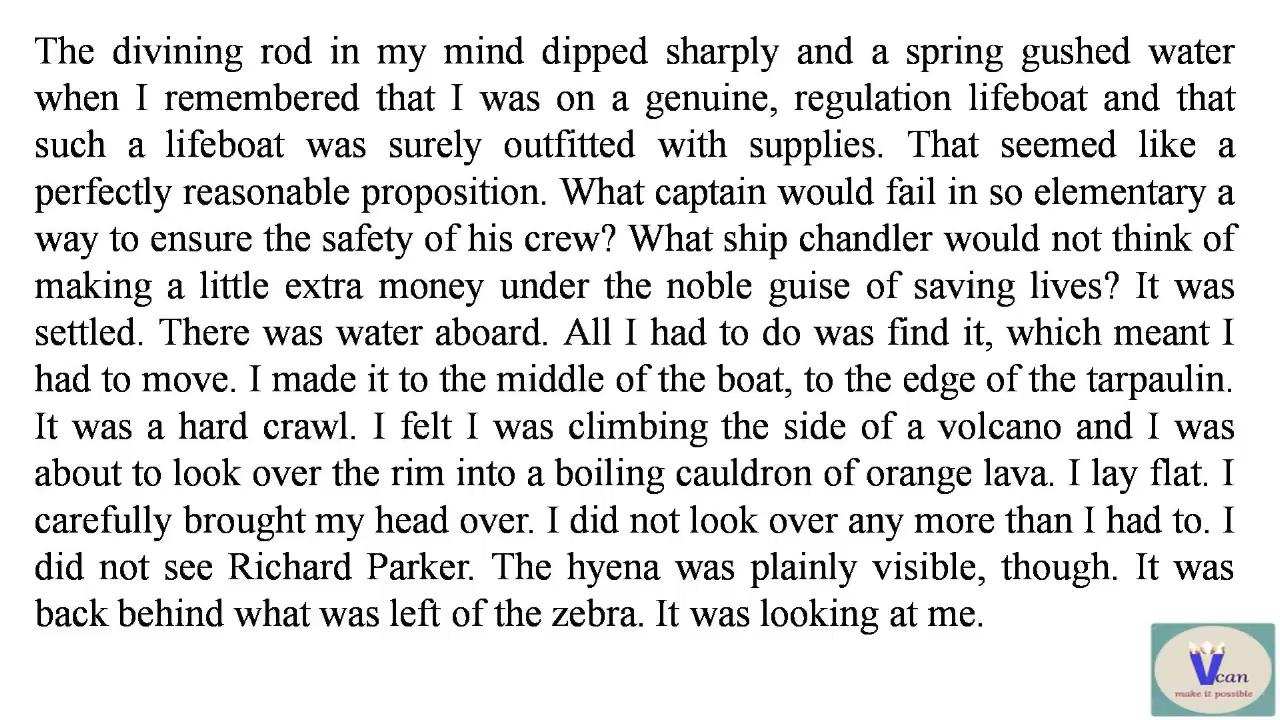 The divining rod in my mind dipped sharply and a spring gushed water
when I remembered that I was on a genuine, regulation lifeboat and that
such a lifeboat was surely outfitted with supplies. That seemed like a
perfectly reasonable proposition. What captain would fail in so elementary a
way to ensure the safety of his crew? What ship chandler would not think of
making a little extra money under the noble guise of saving lives? It was
settled. There was water aboard. All I had to do was find it, which meant I
had to move. I made it to the middle of the boat, to the edge of the tarpaulin.
It was a hard crawl. I felt I was climbing the side of a volcano and I was
about to look over the rim into a boiling cauldron of orange lava. I lay flat. I
carefully brought my head over. I did not look over any more than I had to. I
did not see Richard Parker. The hyena was plainly visible, though. It was
back behind what was left of the zebra. It was looking at me.
Vcan
make it possible